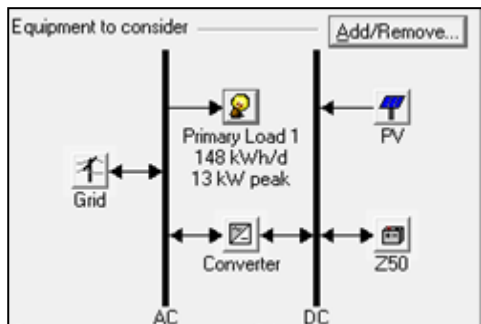 Equipment to consider
Add/Remove...
Primary Load 1
148 kWh/d
13 kW peak
PV
Grid
Converter
Z50
AC
DC